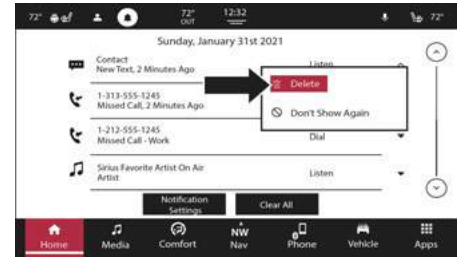 72° 72° OUT 12:32 72°
Sunday, January 31st 2021
Contact
New Text, 2 Minutes Ago
Listen
Delete
1-313-555-1245
Missed Call, 2 Minutes Ago
Don't Show Again
1-212-555-1245
Missed Call - Work
Dial
Sirius Favorite Artist On Air
Artist
Listen
Notification
Settings
Clear All
NW
Home Media Comfort Nav Phone Vehicle Apps